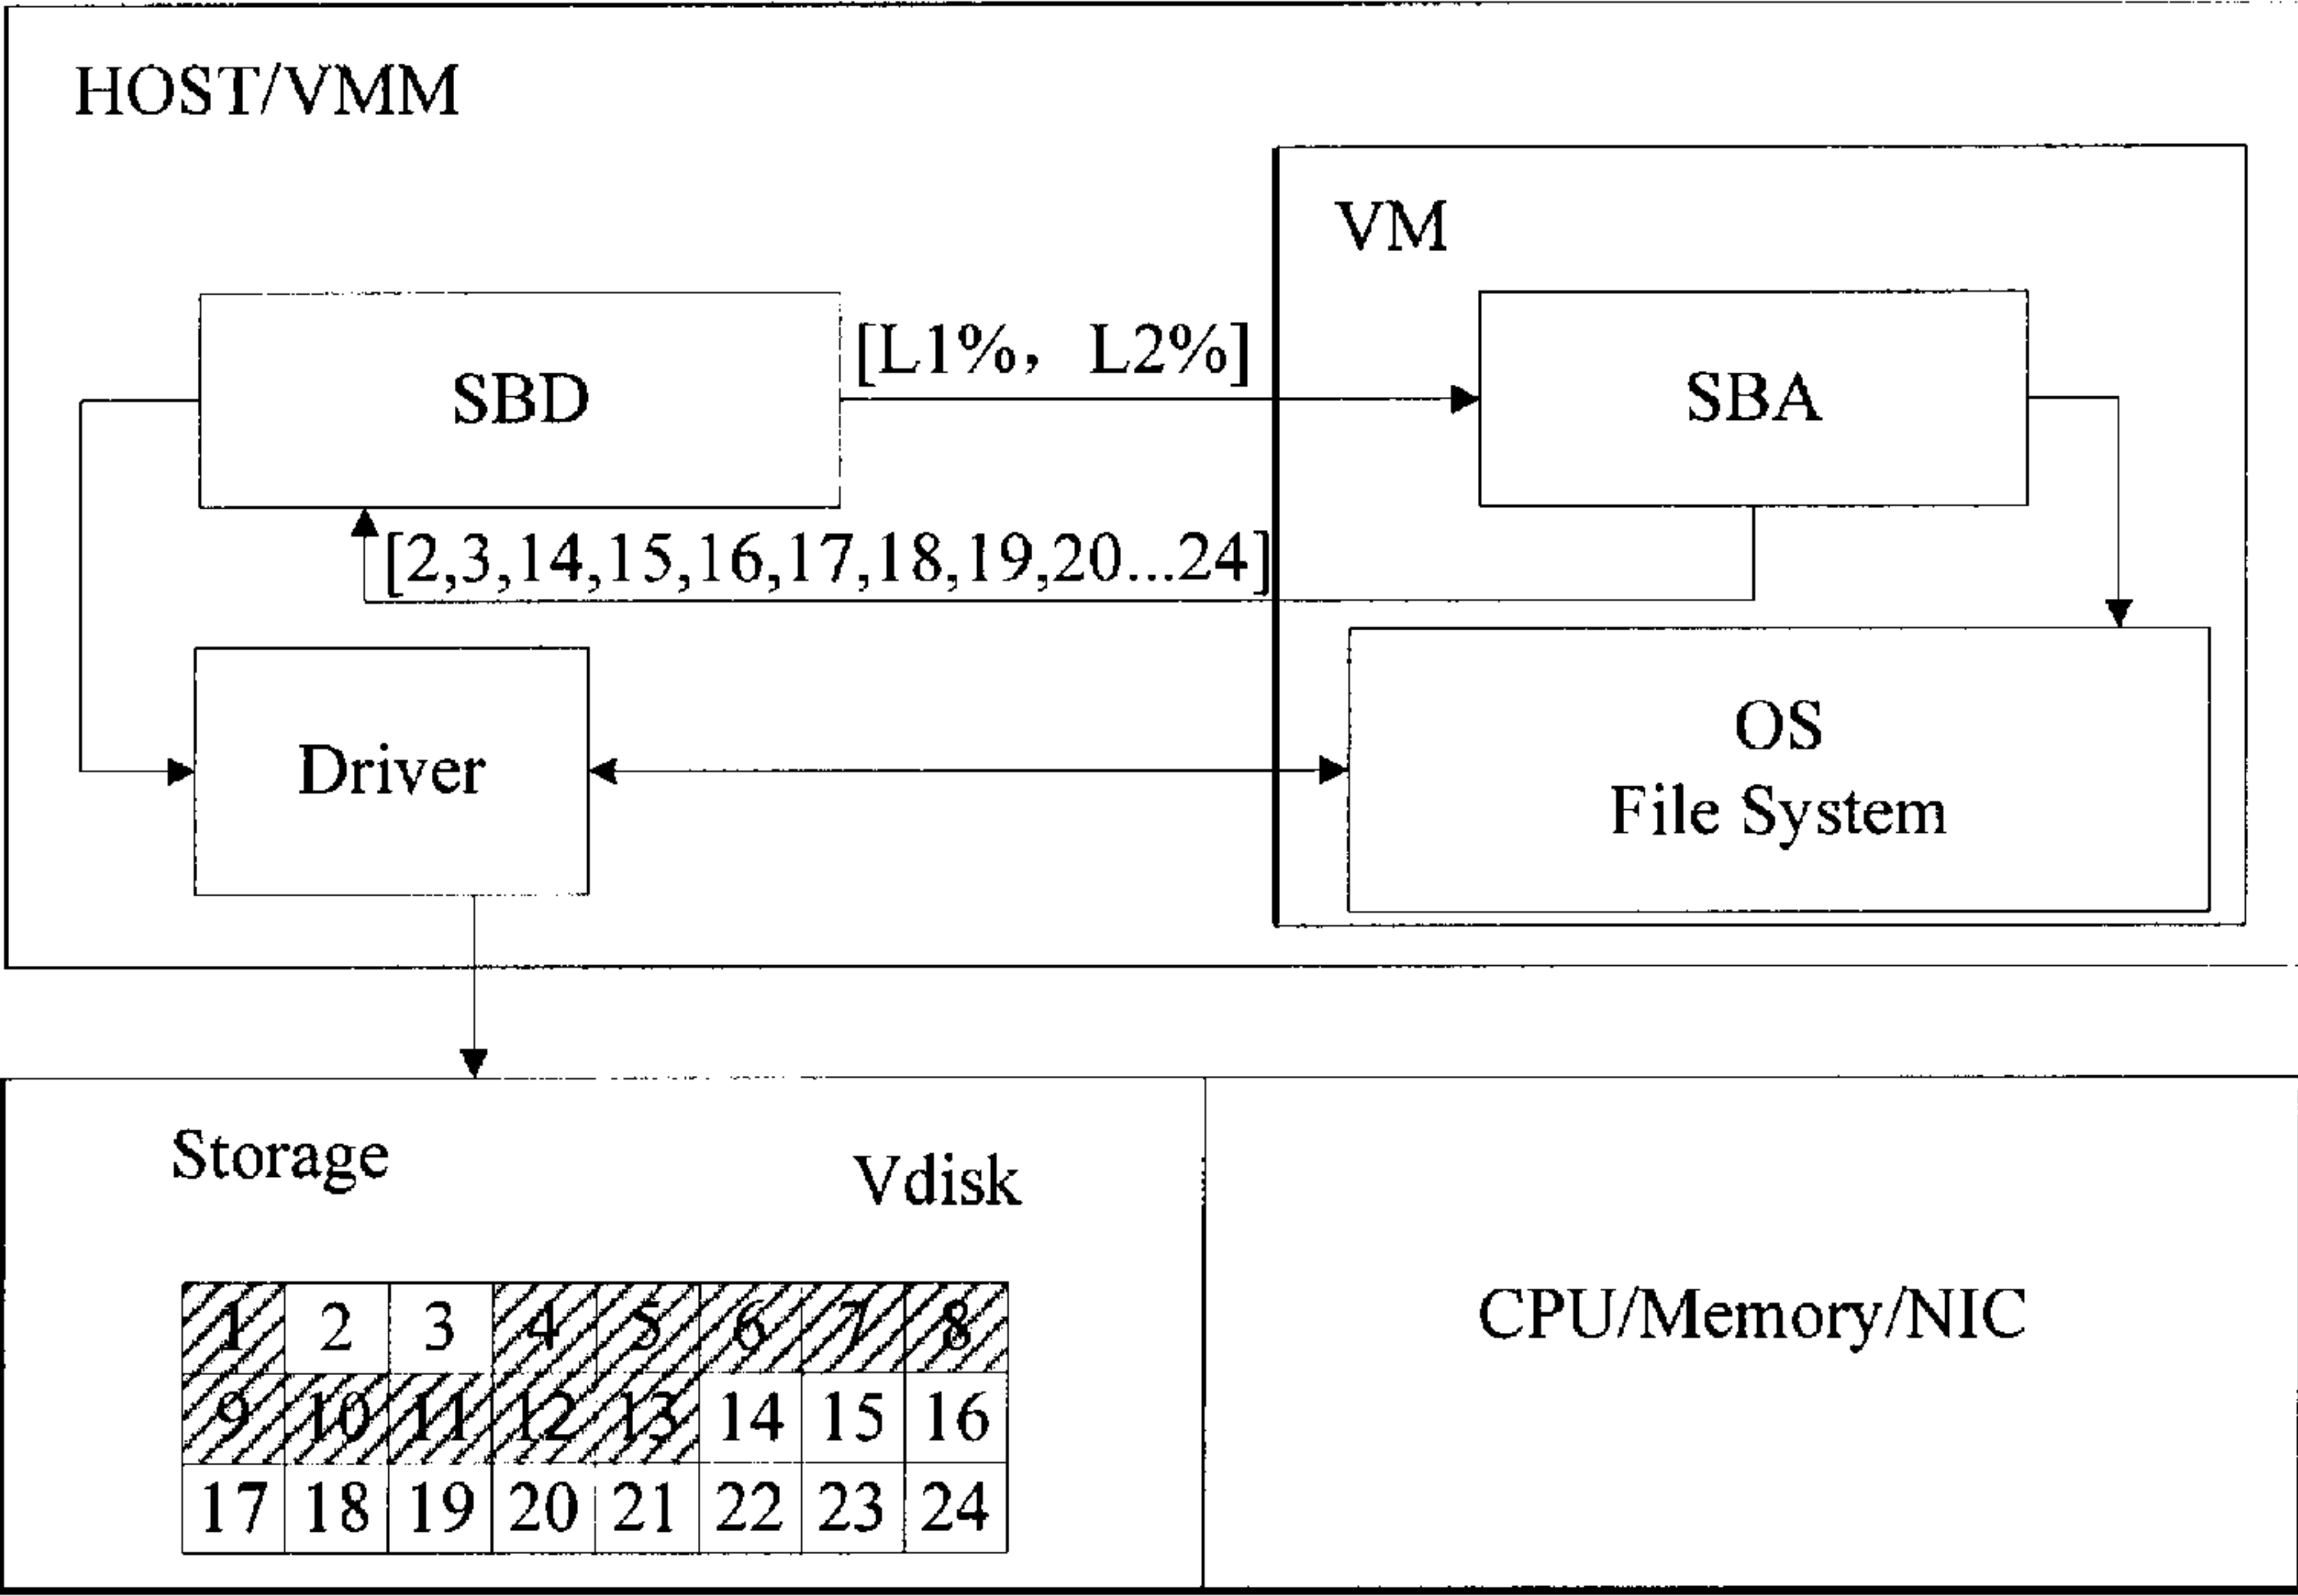 HOST/VMM
VM
[L1%, L2%]
SBD
SBA
[2,3,14,15,16,17,18,19,20...24]
Driver
OS
File System
Storage
Vdisk
1 2 3 4 5 6 7 8
9 10 11 12 13 14 15 16
17 18 19 20 21 22 23 24
CPU/Memory/NIC